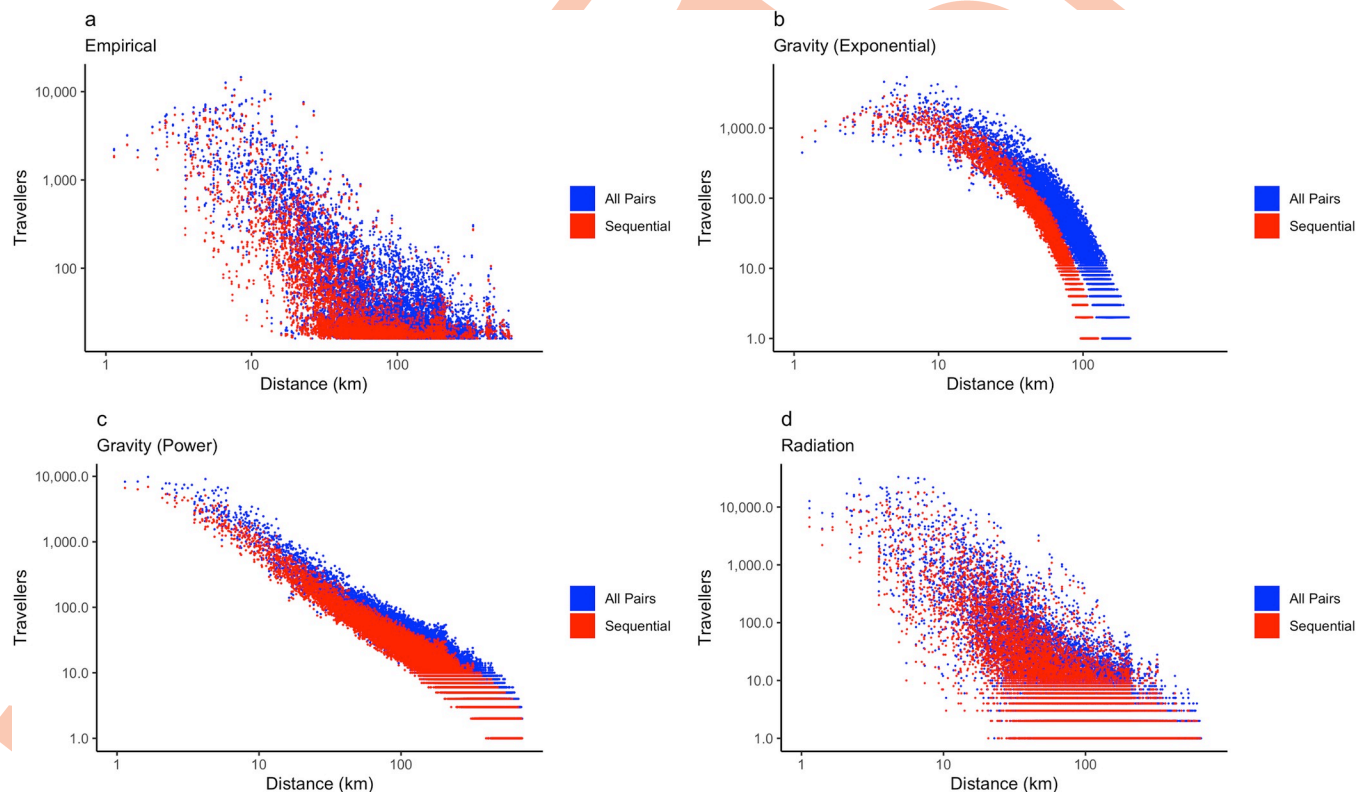 a
Empirical
10,000
1,000
100
Travellers
1
10
100
Distance (km)
All Pairs
Sequential
b
Gravity (Exponential)
1,000.0
100.0
10.0
1.0
Travellers
1
10
100
Distance (km)
All Pairs
Sequential
c
Gravity (Power)
10,000.0
1,000.0
100.0
10.0
1.0
Travellers
1
10
100
Distance (km)
All Pairs
Sequential
d
Radiation
10,000.0
1,000.0
100.0
10.0
1.0
Travellers
1
10
100
Distance (km)
All Pairs
Sequential